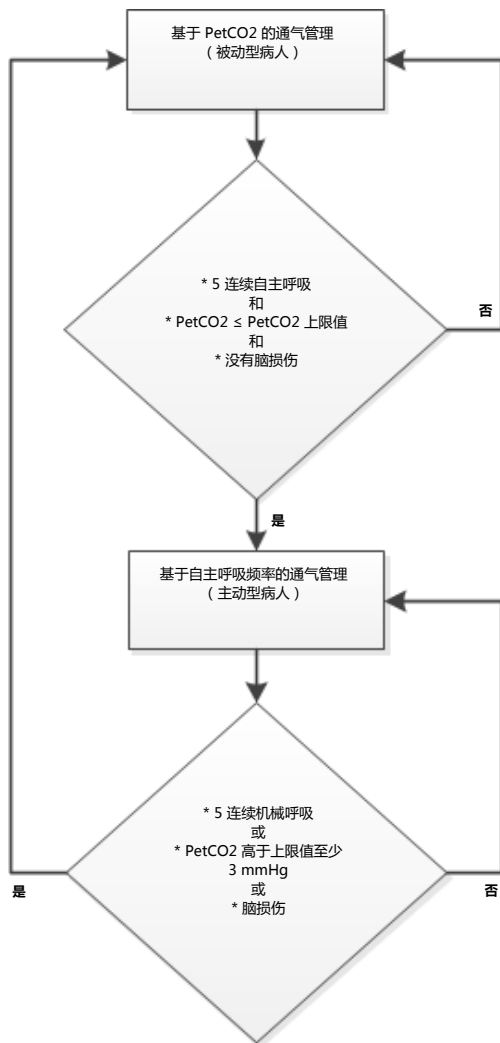 基于 PetCO2 的通气管理
（被动型病人）
* 5 连续自主呼吸
和
* PetCO2 ≤ PetCO2 上限值
和
* 没有脑损伤
否
是
基于自主呼吸频率的通气管理
（主动型病人）
* 5 连续机械呼吸
或
* PetCO2 高于上限值至少
3 mmHg
或
* 脑损伤
是
否